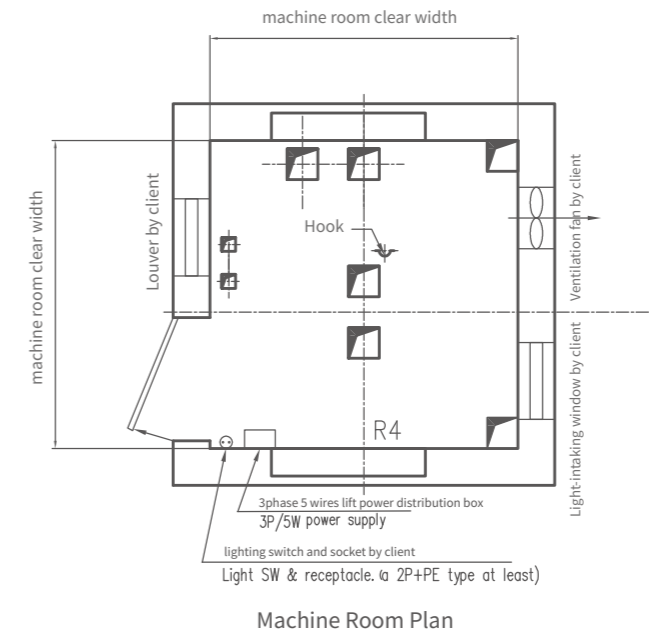 machine room clear width
machine room clear width
Louver by client
Hook
Ventilation fan by client
Light-intaking window by client
R4
3phase 5 wires lift power distribution box
3P/5W power supply
lighting switch and socket by client
Light SW & receptacle. (a 2P+PE type at least)
Machine Room Plan